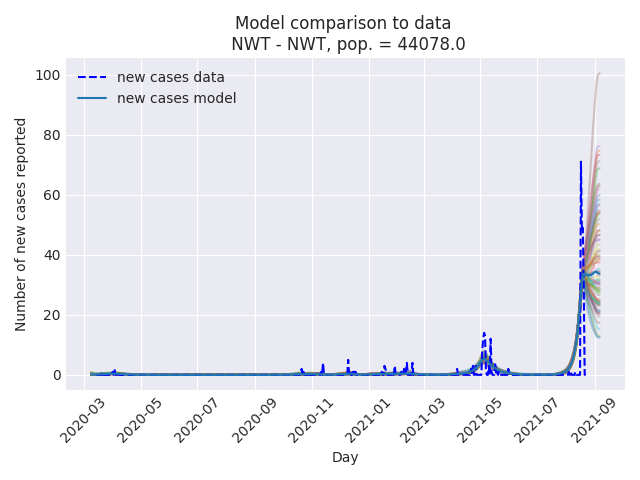 Model comparison to data
NWT - NWT, pop. = 44078.0
new cases data
new cases model
Number of new cases reported
100
80
60
40
20
0
2020-03
2020-05
2020-07
2020-09
2020-11
2021-01
2021-03
2021-05
2021-07
2021-09
Day